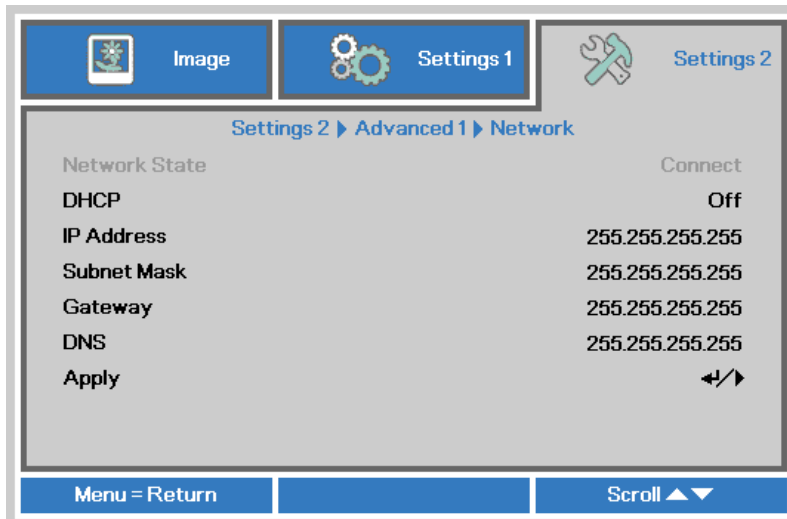 Image
Settings 1
Settings 2
Settings 2 ▶ Advanced 1 ▶ Network
Network State Connect
DHCP Off
IP Address 255.255.255.255
Subnet Mask 255.255.255.255
Gateway 255.255.255.255
DNS 255.255.255.255
Apply ↵/▶
Menu = Return
Scroll ▲▼